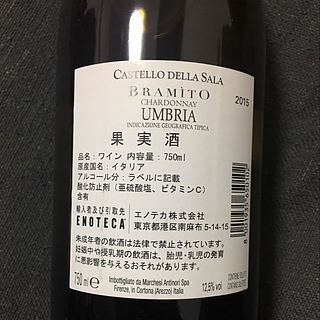 CASTELLO DELLA SALA
BRAMÌTO
CHARDONNAY
2015
UMBRIA
INDICAZIONE GEOGRAFICA TIPICA
果実酒
品名：ワイン 内容量：750ml
原産国名：イタリア
アルコール分：ラベルに記載
酸化防止剤（亜硫酸塩、ビタミンC）
含有
輸入者及び引取先
ENOTECA®
エノテカ株式会社
東京都港区南麻布 5-14-15
未成年者の飲酒は法律で禁止されています。
妊娠中や授乳期の飲酒は、胎児・乳児の発育
に悪影響を与えるおそれがあります。
750 ml e
Imbottigliato da Marchesi Antinori Spa
Firenze, in Cortona (Arezzo) Italia
12,5% vol